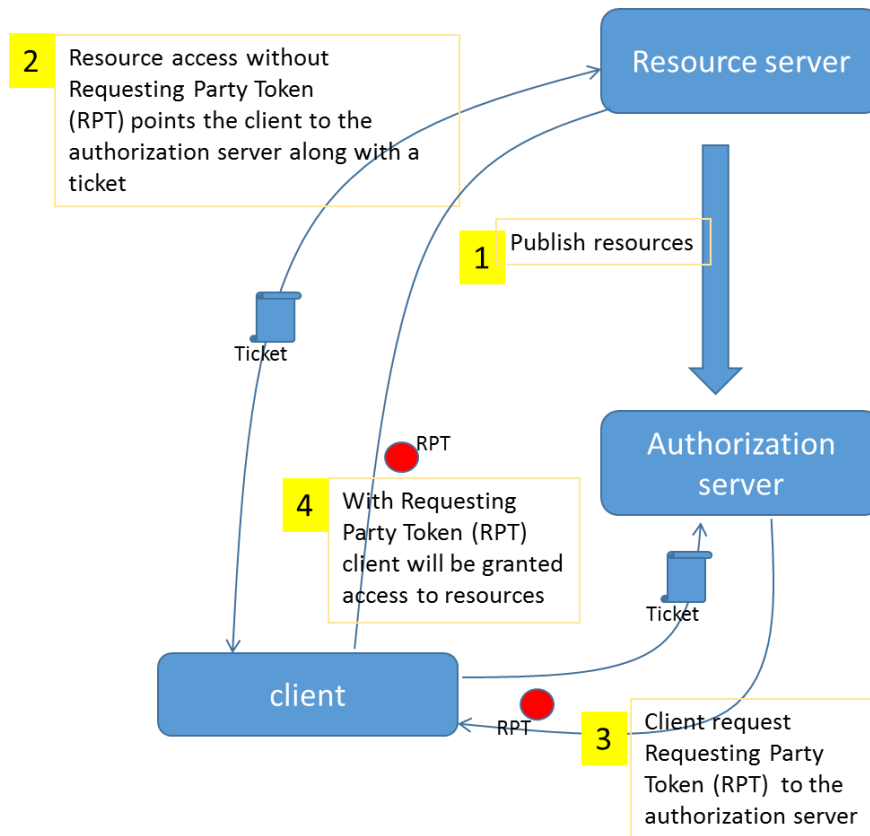 2
Resource access without
Requesting Party Token
(RPT) points the client to the
authorization server along with a
ticket
Resource server
1
Publish resources
Ticket
RPT
Authorization
server
4
With Requesting
Party Token (RPT)
client will be granted
access to resources
Ticket
client
RPT
3
Client request
Requesting Party
Token (RPT) to the
authorization server